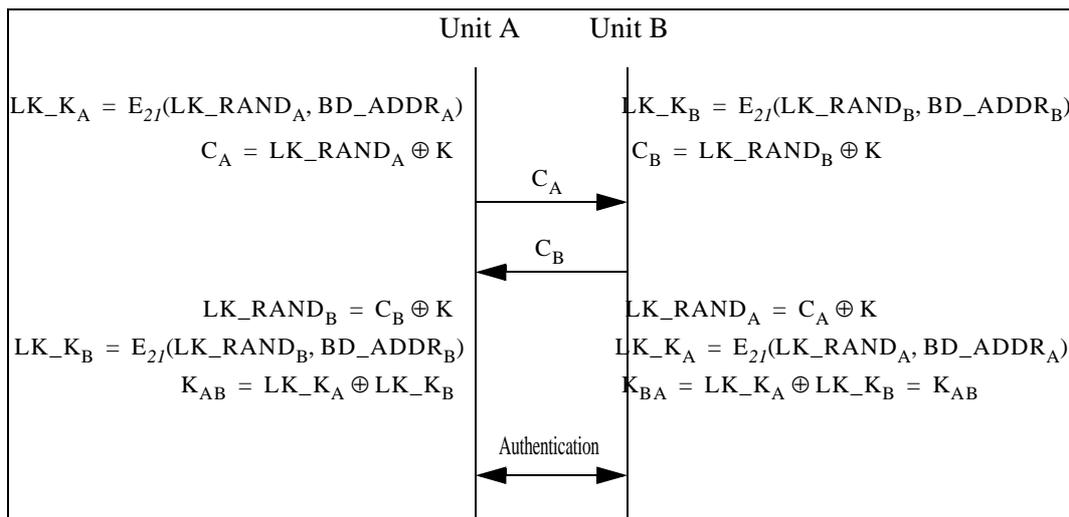 Unit A Unit B
LK_K_A = E_21(LK_RAND_A, BD_ADDR_A) LK_K_B = E_21(LK_RAND_B, BD_ADDR_B)
C_A = LK_RAND_A ⊕ K C_B = LK_RAND_B ⊕ K
C_A
C_B
LK_RAND_B = C_B ⊕ K LK_RAND_A = C_A ⊕ K
LK_K_B = E_21(LK_RAND_B, BD_ADDR_B) LK_K_A = E_21(LK_RAND_A, BD_ADDR_A)
K_AB = LK_K_A ⊕ LK_K_B K_BA = LK_K_A ⊕ LK_K_B = K_AB
Authentication